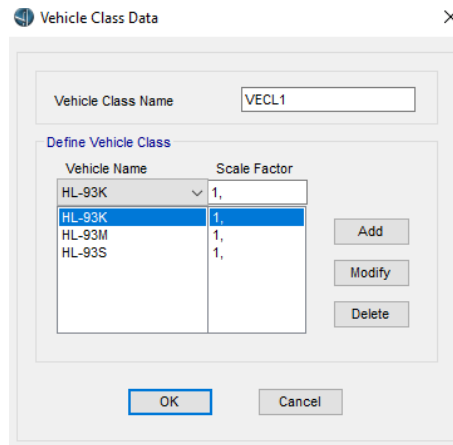 Vehicle Class Data
Vehicle Class Name VECL1
Define Vehicle Class
Vehicle Name Scale Factor
HL-93K 1,
HL-93K 1,
HL-93M 1,
HL-93S 1,
Add
Modify
Delete
OK Cancel